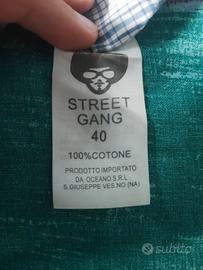 STREET
GANG
40
100%COTONE
PRODOTTO IMPORTATO
DA OCEANO S.R.L
S.GIUSEPPE VES.NO (NA)
subito